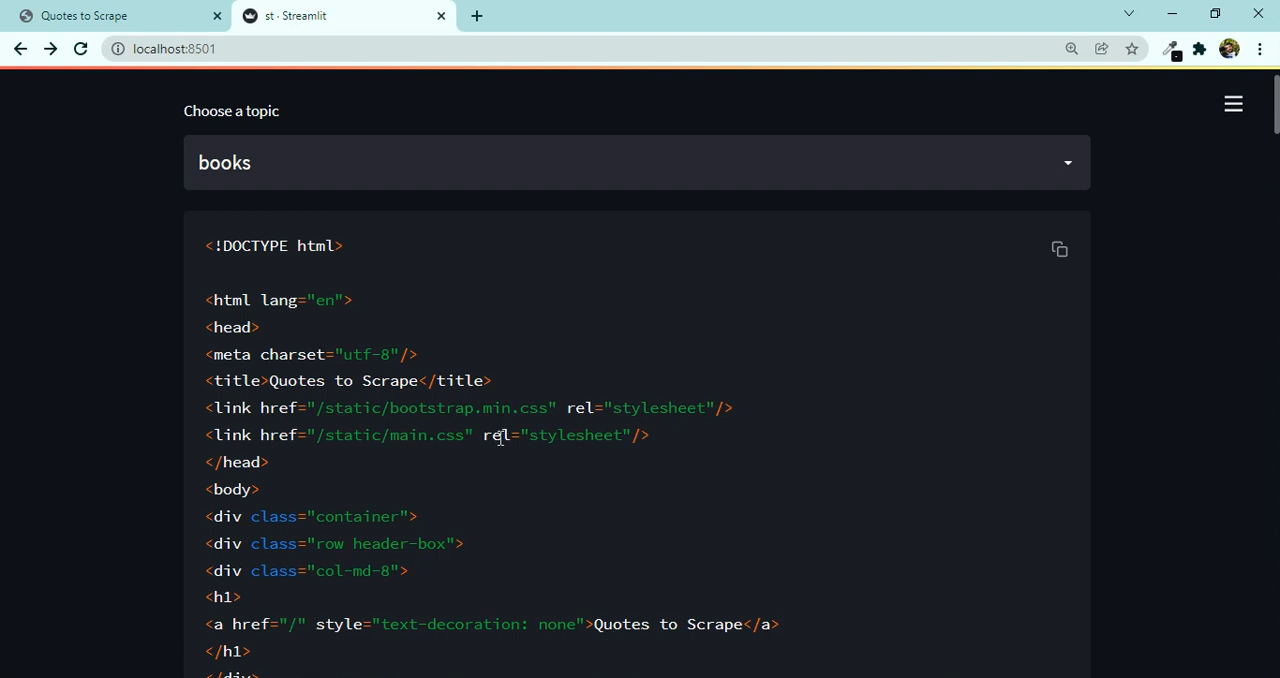 Quotes to Scrape
st · Streamlit
localhost:8501
Choose a topic
books
<!DOCTYPE html>
<html lang="en">
<head>
<meta charset="utf-8"/>
<title>Quotes to Scrape</title>
<link href="/static/bootstrap.min.css" rel="stylesheet"/>
<link href="/static/main.css" rel="stylesheet"/>
</head>
<body>
<div class="container">
<div class="row header-box">
<div class="col-md-8">
<h1>
<a href="/" style="text-decoration: none">Quotes to Scrape</a>
</h1>
</div>